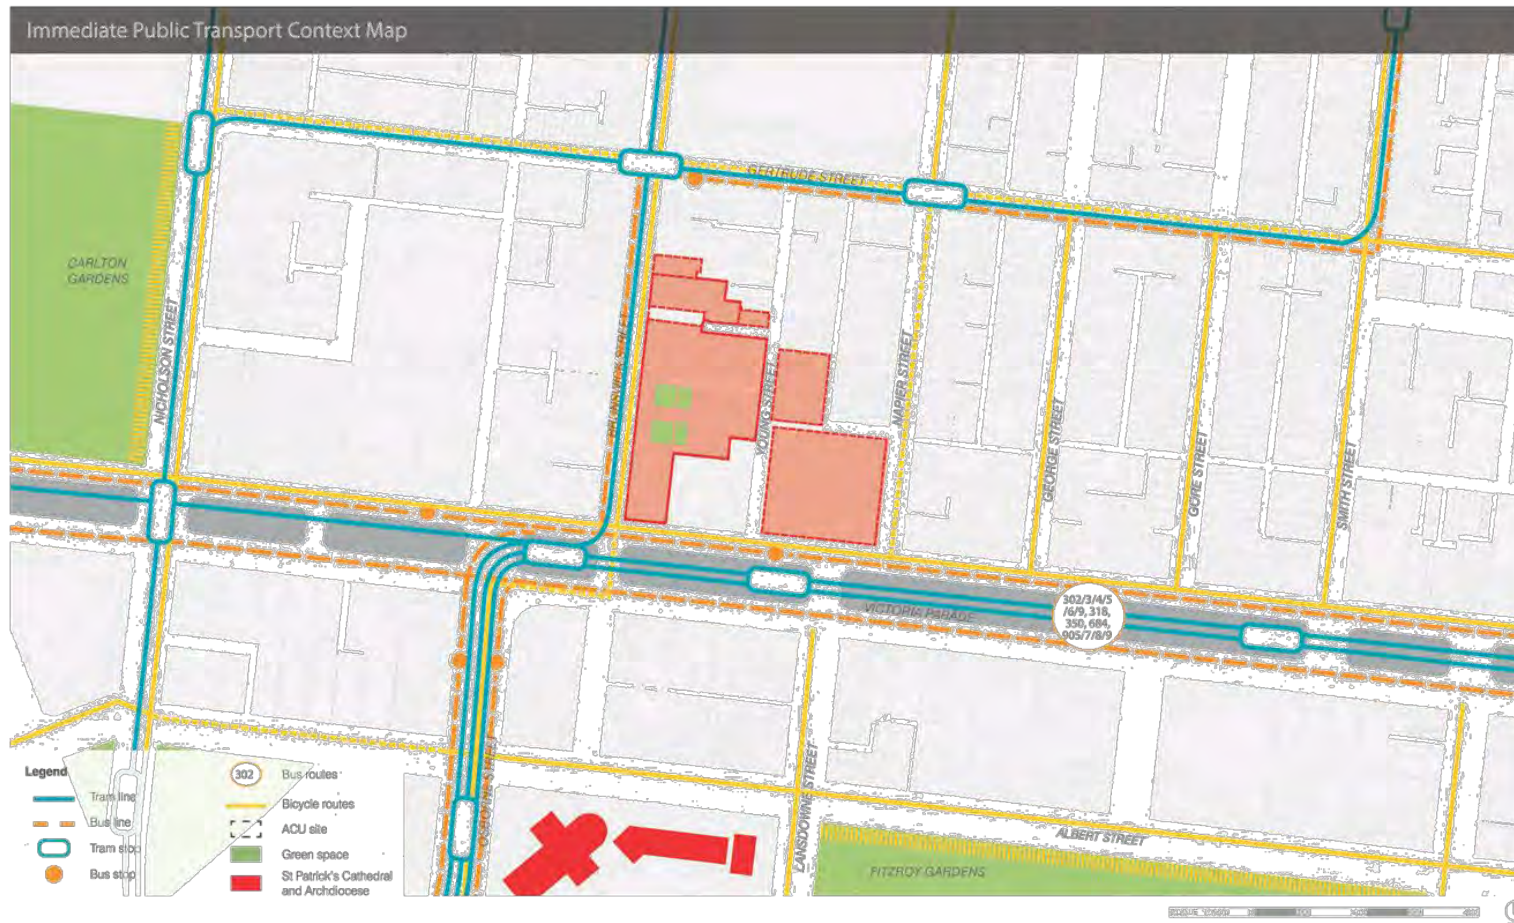 Immediate Public Transport Context Map
GERTRUDE STREET
CARLTON
GARDENS
NICHOLSON STREET
BRUNSWICK STREET
YOUNG STREET
NAPIER STREET
GEORGE STREET
GORE STREET
SMITH STREET
302/3/4/5
/6/9, 318,
350, 684,
905/7/8/9
VICTORIA PARADE
LANSDOWNE STREET
ALBERT STREET
FITZROY GARDENS
Legend
Tram line
Bus line
Tram stop
Bus stop
302
Bus routes
Bicycle routes
ACU site
Green space
St Patrick's Cathedral
and Archdiocese